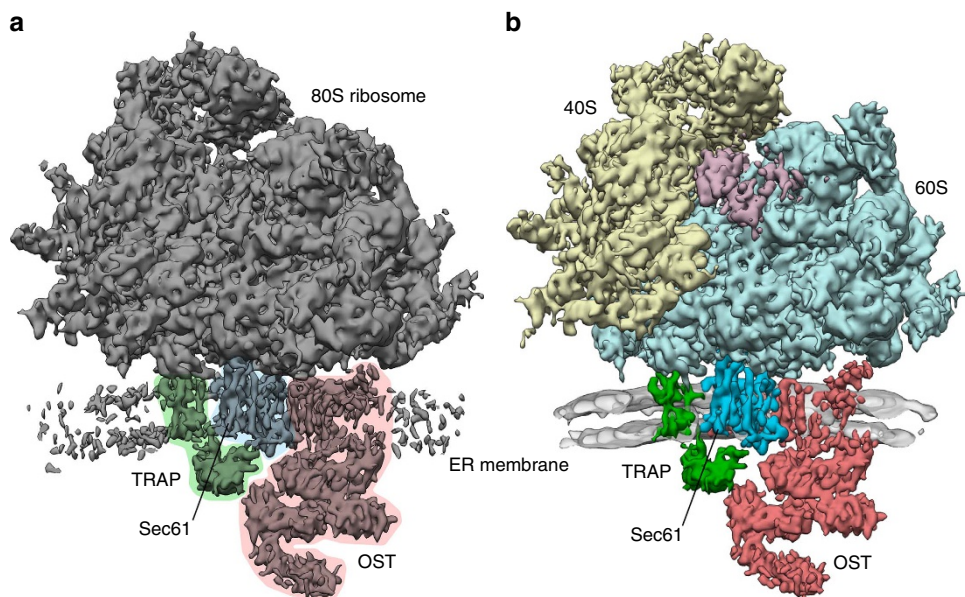 a
80S ribosome
TRAP
Sec61
ER membrane
OST
b
40S
60S
TRAP
Sec61
OST